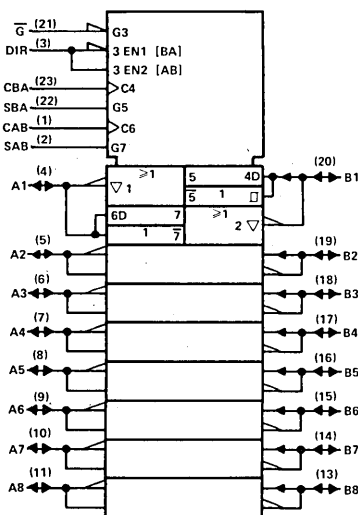 G̅ (21) G3
DIR (3) 3 EN1 [BA]
3 EN2 [AB]
CBA (23) C4
SBA (22) G5
CAB (1) C6
SAB (2) G7
A1 (4) ≥1 5 4D (20) B1
▽ 1 5̅ 1
6D 7 ≥1
1 7̅ 2 ▽
A2 (5) (19) B2
A3 (6) (18) B3
A4 (7) (17) B4
A5 (8) (16) B5
A6 (9) (15) B6
A7 (10) (14) B7
A8 (11) (13) B8